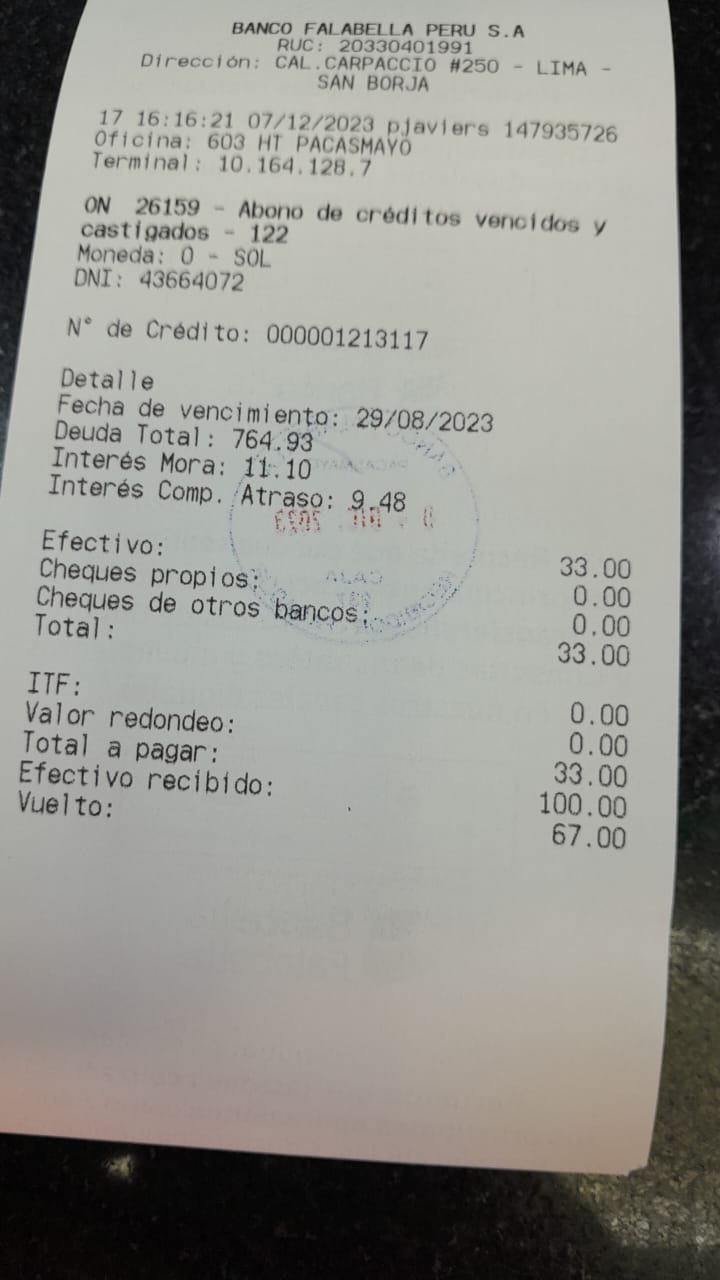 BANCO FALABELLA PERU S.A
RUC: 20330401991
Dirección: CAL.CARPACCIO #250 - LIMA -
SAN BORJA
17 16:16:21 07/12/2023 pjaviers 147935726
Oficina: 603 HT PACASMAYO
Terminal: 10.164.128.7
ON 26159 - Abono de créditos vencidos y
castigados - 122
Moneda: 0 - SOL
DNI: 43664072
N° de Crédito: 000001213117
Detalle
Fecha de vencimiento: 29/08/2023
Deuda Total: 764.93
Interés Mora: 11.10
Interés Comp. Atraso: 9.48
Efectivo: 33.00
Cheques propios: 0.00
Cheques de otros bancos: 0.00
Total: 33.00
ITF: 0.00
Valor redondeo: 0.00
Total a pagar: 33.00
Efectivo recibido: 100.00
Vuelto: 67.00